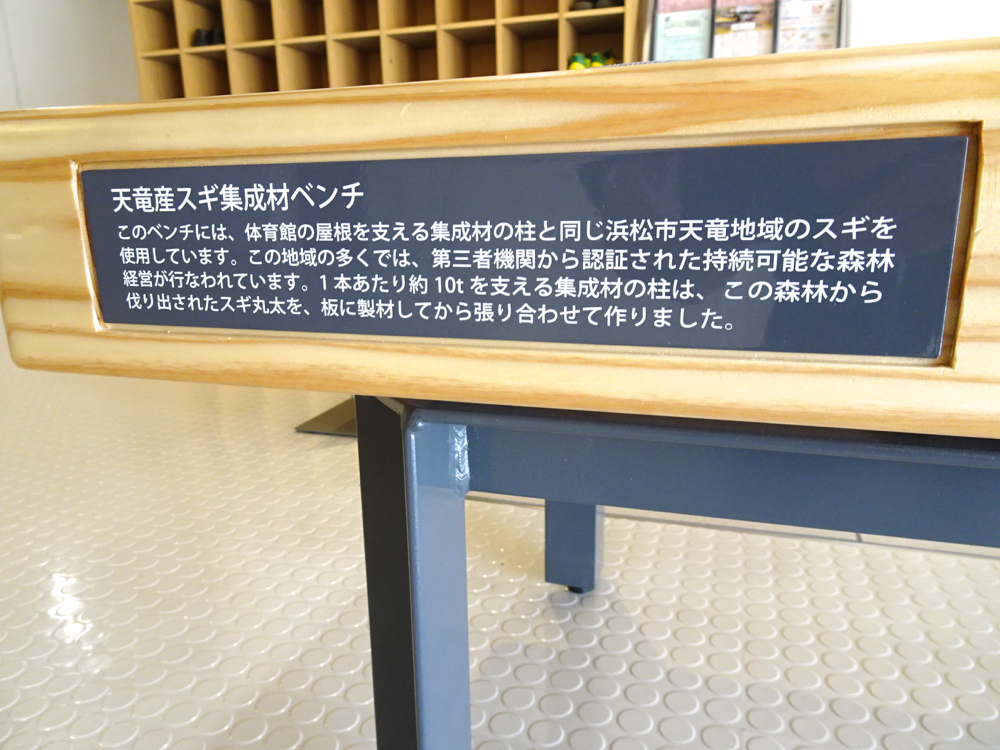 天竜産スギ集成材ベンチ
このベンチには、体育館の屋根を支える集成材の柱と同じ浜松市天竜地域のスギを
使用しています。この地域の多くでは、第三者機関から認証された持続可能な森林
経営が行なわれています。1本あたり約10tを支える集成材の柱は、この森林から
伐り出されたスギ丸太を、板に製材してから張り合わせて作りました。